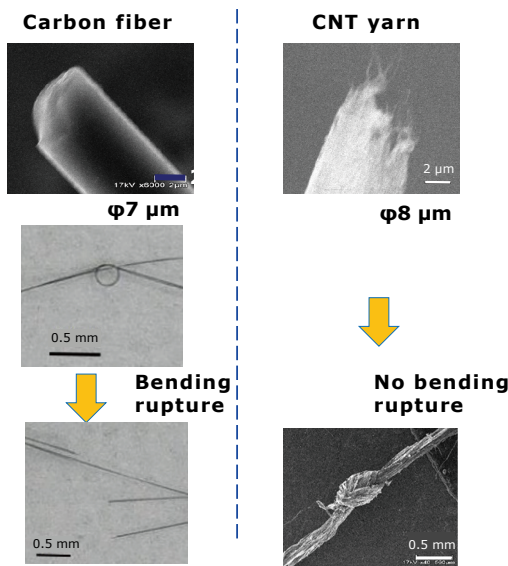 Carbon fiber
CNT yarn
17kV x6000 2µm
2 µm
φ7 µm
φ8 µm
0.5 mm
Bending
rupture
No bending
rupture
0.5 mm
0.5 mm